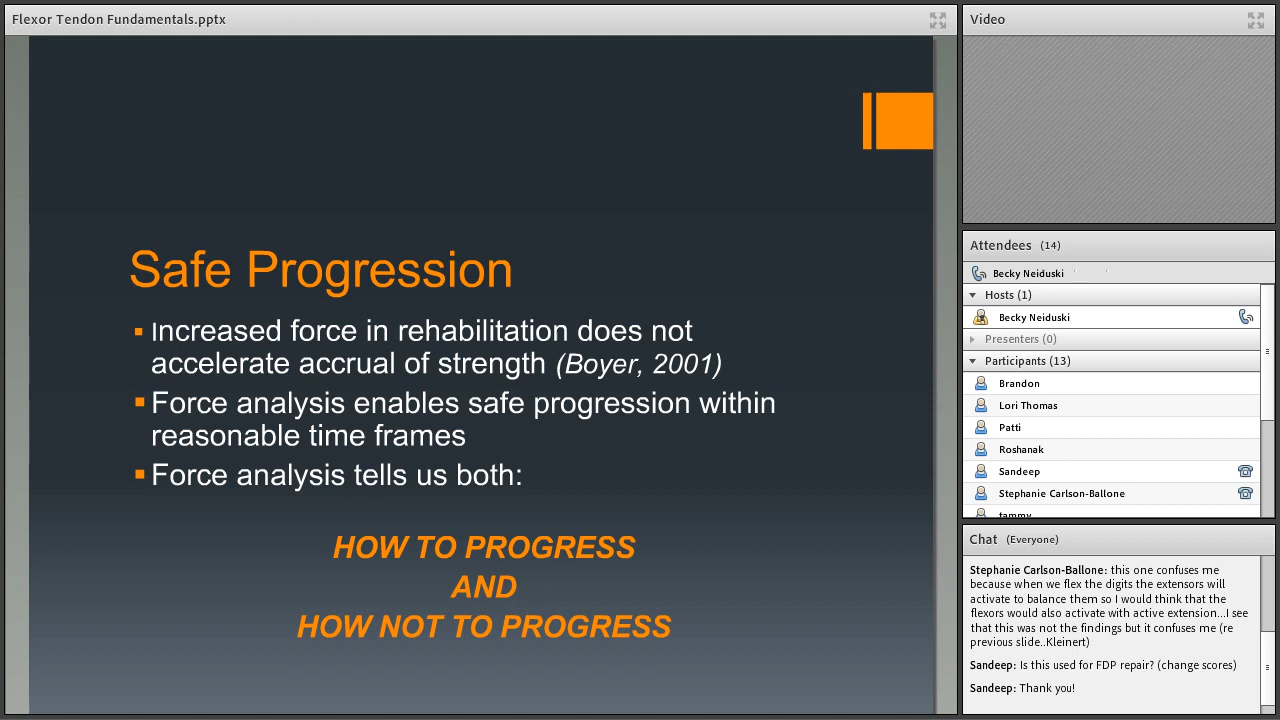 Flexor Tendon Fundamentals.pptx
Safe Progression
Increased force in rehabilitation does not
accelerate accrual of strength (Boyer, 2001)
Force analysis enables safe progression within
reasonable time frames
Force analysis tells us both:
HOW TO PROGRESS
AND
HOW NOT TO PROGRESS
Video
Attendees (14)
Becky Neiduski
Hosts (1)
Becky Neiduski
Presenters (0)
Participants (13)
Brandon
Lori Thomas
Patti
Roshanak
Sandeep
Stephanie Carlson-Ballone
tammy
Chat (Everyone)
Stephanie Carlson-Ballone: this one confuses me
because when we flex the digits the extensors will
activate to balance them so I would think that the
flexors would also activate with active extension...I see
that this was not the findings but it confuses me (re
previous slide..Kleinert)
Sandeep: Is this used for FDP repair? (change scores)
Sandeep: Thank you!